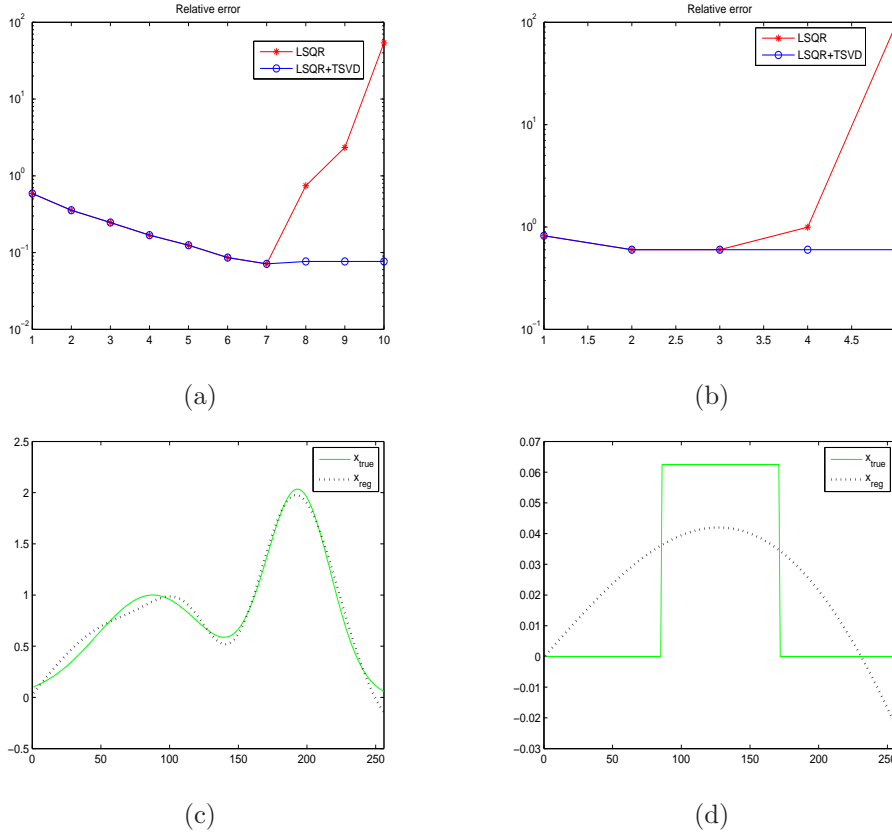 Relative error
10^2
10^1
10^0
10^-1
10^-2
1 2 3 4 5 6 7 8 9 10
LSQR
LSQR+TSVD
(a)
Relative error
10^2
10^1
10^0
10^-1
1 1.5 2 2.5 3 3.5 4 4.5
LSQR
LSQR+TSVD
(b)
2.5
2
1.5
1
0.5
0
−0.5
0 50 100 150 200 250
x_true
x_reg
(c)
0.07
0.06
0.05
0.04
0.03
0.02
0.01
0
−0.01
−0.02
−0.03
0 50 100 150 200 250
x_true
x_reg
(d)